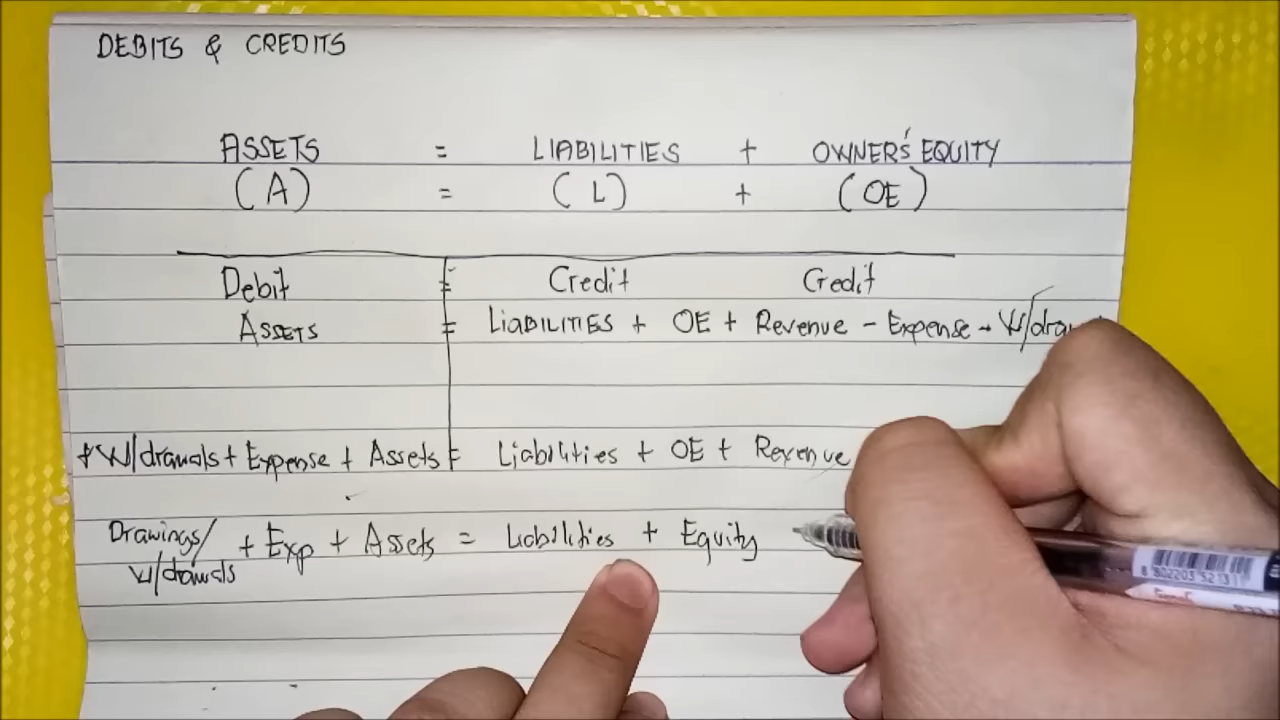 DEBITS & CREDITS
ASSETS = LIABILITIES + OWNER'S EQUITY
(A) = (L) + (OE)
Debit = Credit Credit
ASSETS = LIABILITIES + OE + Revenue - Expense - W/draw
+ W/drawals + Expense + Assets = Liabilities + OE + Revenue
Drawings/ + Exp + Assets = Liabilities + Equity
W/drawals